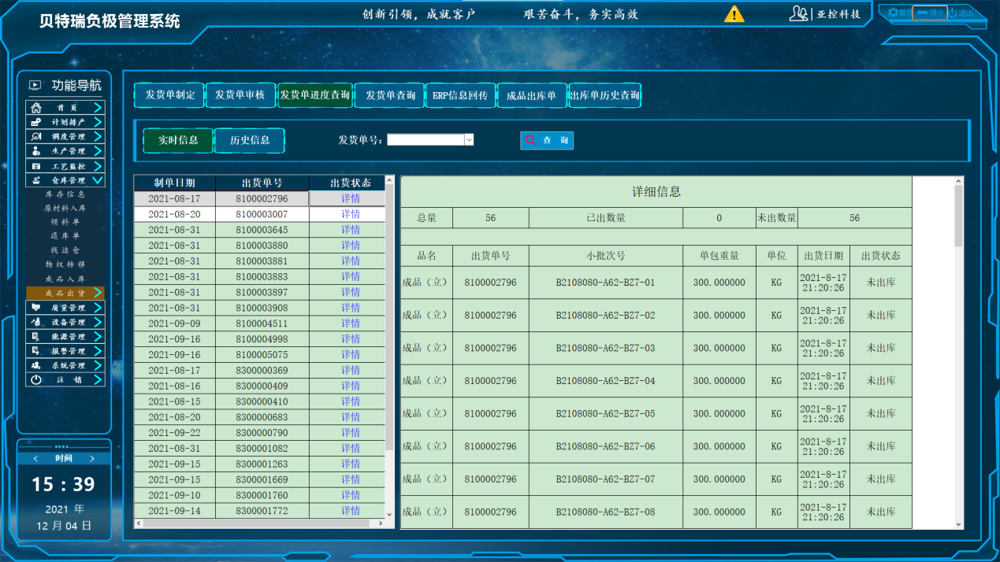 贝特瑞负极管理系统
创新引领，成就客户 艰苦奋斗，务实高效
亚控科技
管理 缩小 退出
功能导航
首 页
计划排产
调度管理
生产管理
工艺监控
仓库管理
库存信息
原材料入库
领料单
退库单
线边仓
物权转移
成品入库
成品出货
质量管理
设备管理
能源管理
报警管理
系统管理
注 销
< 时间 >
15 : 39
2021 年
12 月 04 日
发货单制定 发货单审核 发货单进度查询 发货单查询 ERP信息回传 成品出库单 出库单历史查询
实时信息 历史信息 发货单号： 查 询
制单日期 出货单号 出货状态
2021-08-17 8100002796 详情
2021-08-20 8100003007 详情
2021-08-31 8100003645 详情
2021-08-31 8100003880 详情
2021-08-31 8100003881 详情
2021-08-31 8100003883 详情
2021-08-31 8100003897 详情
2021-08-31 8100003908 详情
2021-09-09 8100004511 详情
2021-09-16 8100004998 详情
2021-09-16 8100005075 详情
2021-08-17 8300000369 详情
2021-08-16 8300000409 详情
2021-08-15 8300000410 详情
2021-08-20 8300000683 详情
2021-09-22 8300000790 详情
2021-08-31 8300001082 详情
2021-09-15 8300001263 详情
2021-09-15 8300001669 详情
2021-09-10 8300001760 详情
2021-09-14 8300001772 详情
详细信息
总量 56 已出数量 0 未出数量 56
品名 出货单号 小批次号 单包重量 单位 出货日期 出货状态
成品（立） 8100002796 B2108080-A62-BZ7-01 300.000000 KG 2021-8-17 21:20:26 未出库
成品（立） 8100002796 B2108080-A62-BZ7-02 300.000000 KG 2021-8-17 21:20:26 未出库
成品（立） 8100002796 B2108080-A62-BZ7-03 300.000000 KG 2021-8-17 21:20:26 未出库
成品（立） 8100002796 B2108080-A62-BZ7-04 300.000000 KG 2021-8-17 21:20:26 未出库
成品（立） 8100002796 B2108080-A62-BZ7-05 300.000000 KG 2021-8-17 21:20:26 未出库
成品（立） 8100002796 B2108080-A62-BZ7-06 300.000000 KG 2021-8-17 21:20:26 未出库
成品（立） 8100002796 B2108080-A62-BZ7-07 300.000000 KG 2021-8-17 21:20:26 未出库
成品（立） 8100002796 B2108080-A62-BZ7-08 300.000000 KG 2021-8-17 21:20:26 未出库